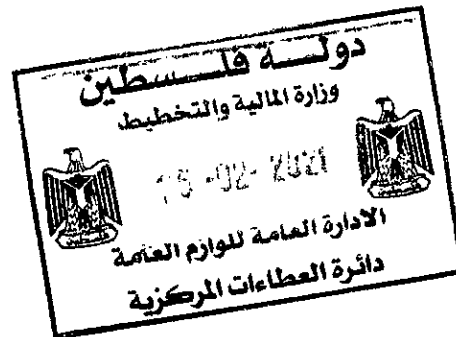 دولة فلسطين
وزارة المالية والتخطيط
الادارة العامة للوازم العامة
دائرة العطاءات المركزية